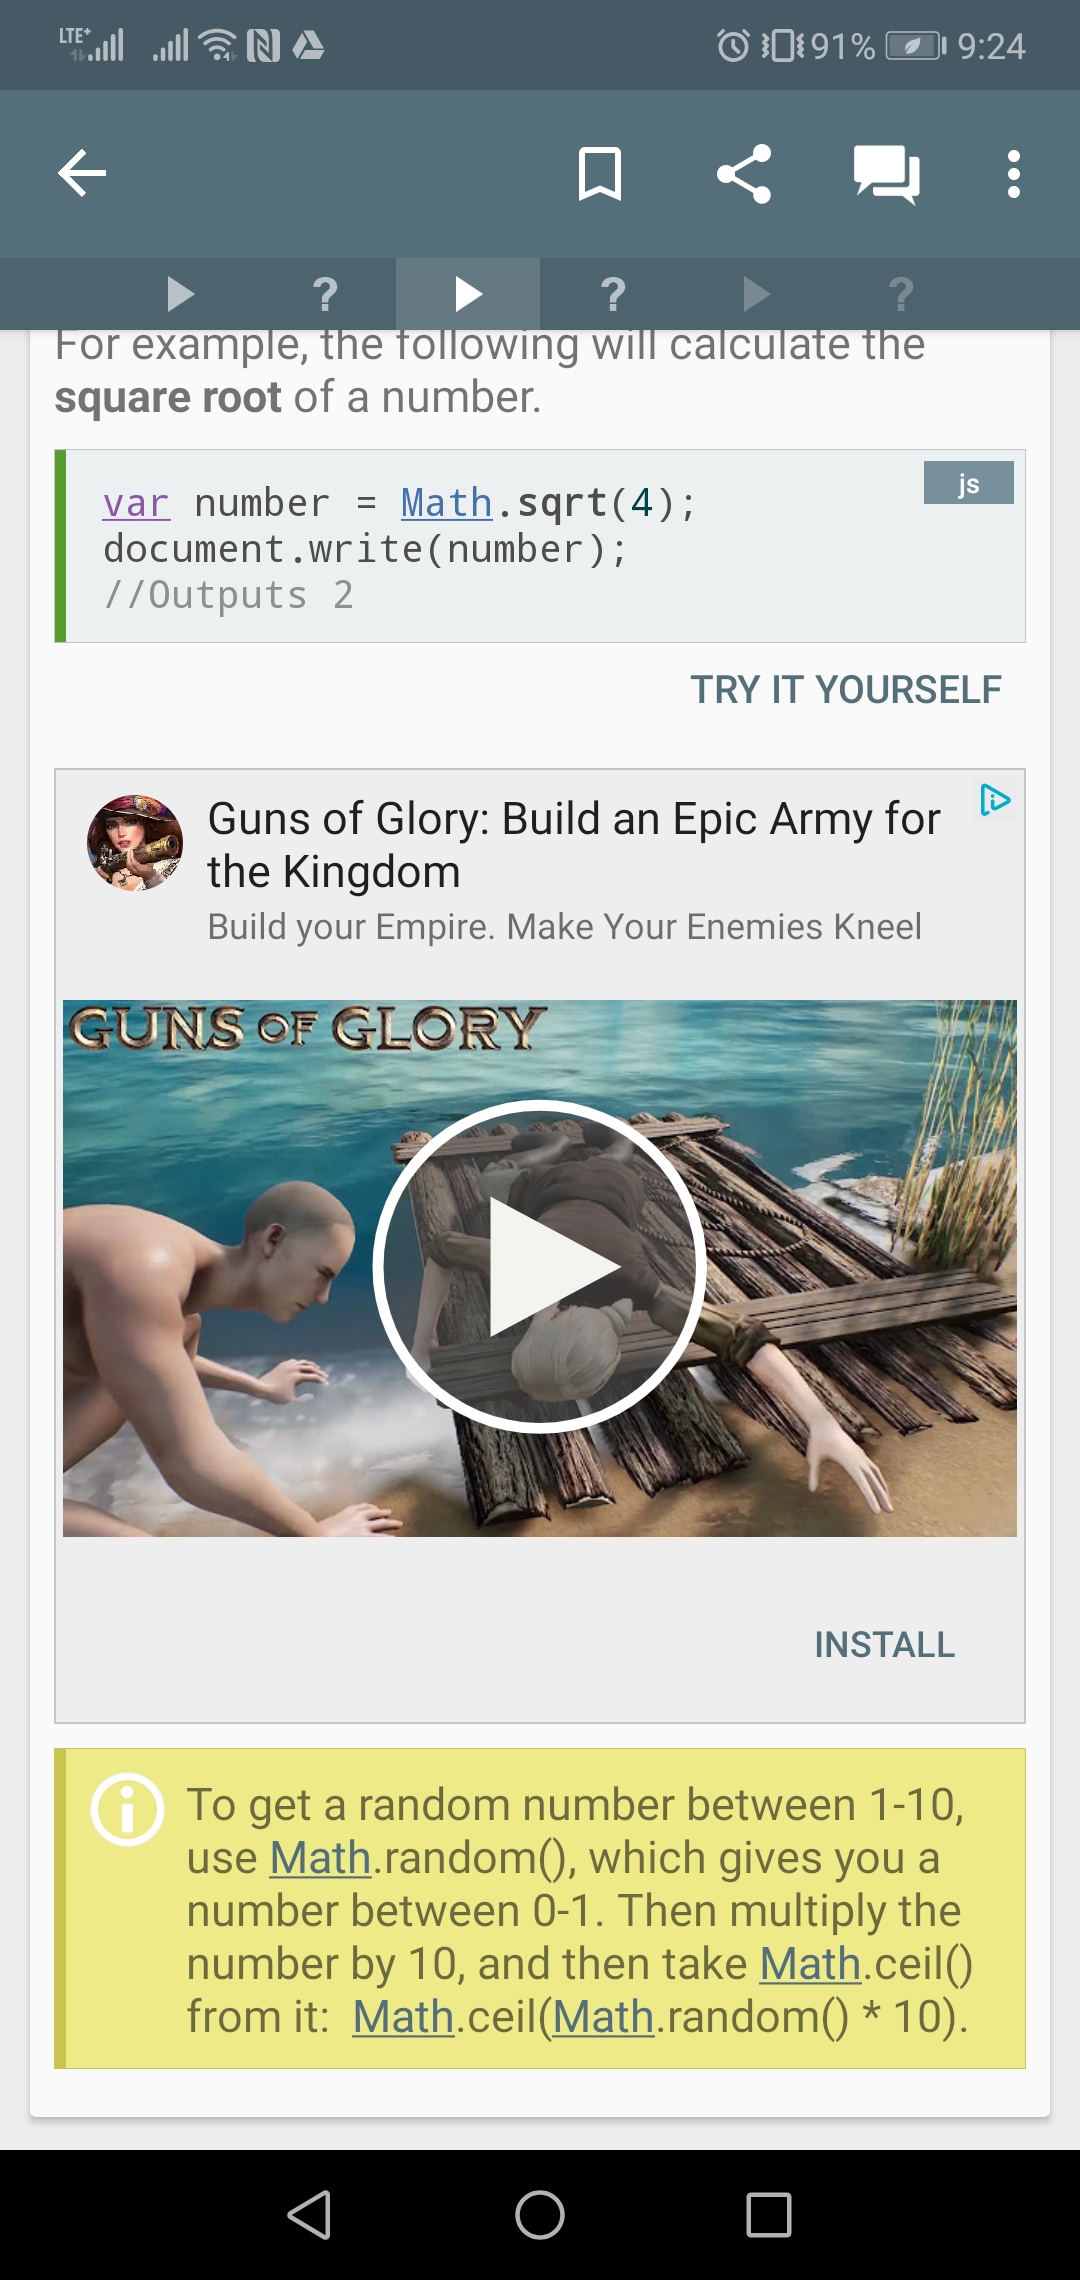 LTE+ 91% 9:24
? ? ?
For example, the following will calculate the
square root of a number.
js
var number = Math.sqrt(4);
document.write(number);
//Outputs 2
TRY IT YOURSELF
Guns of Glory: Build an Epic Army for
the Kingdom
Build your Empire. Make Your Enemies Kneel
GUNS OF GLORY
INSTALL
To get a random number between 1-10,
use Math.random(), which gives you a
number between 0-1. Then multiply the
number by 10, and then take Math.ceil()
from it: Math.ceil(Math.random() * 10).